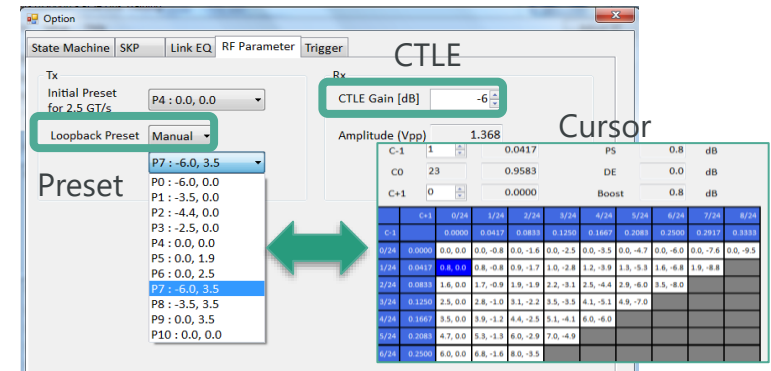 Option
State Machine SKP Link EQ RF Parameter Trigger
CTLE
Tx
Rx
Initial Preset
for 2.5 GT/s
P4 : 0.0, 0.0
CTLE Gain [dB] -6
Loopback Preset Manual
Amplitude (Vpp) 1.368
Cursor
P7 : -6.0, 3.5
Preset
P0 : -6.0, 0.0
P1 : -3.5, 0.0
P2 : -4.4, 0.0
P3 : -2.5, 0.0
P4 : 0.0, 0.0
P5 : 0.0, 1.9
P6 : 0.0, 2.5
P7 : -6.0, 3.5
P8 : -3.5, 3.5
P9 : 0.0, 3.5
P10 : 0.0, 0.0
C-1 1 0.0417 PS 0.8 dB
C0 23 0.9583 DE 0.0 dB
C+1 0 0.0000 Boost 0.8 dB
C+1 0/24 1/24 2/24 3/24 4/24 5/24 6/24 7/24 8/24
C-1 0.0000 0.0417 0.0833 0.1250 0.1667 0.2083 0.2500 0.2917 0.3333
0/24 0.0000 0.0, 0.0 0.0, -0.8 0.0, -1.6 0.0, -2.5 0.0, -3.5 0.0, -4.7 0.0, -6.0 0.0, -7.6 0.0, -9.5
1/24 0.0417 0.8, 0.0 0.8, -0.8 0.9, -1.7 1.0, -2.8 1.2, -3.9 1.3, -5.3 1.6, -6.8 1.9, -8.8
2/24 0.0833 1.6, 0.0 1.7, -0.9 1.9, -1.9 2.2, -3.1 2.5, -4.4 2.9, -6.0 3.5, -8.0
3/24 0.1250 2.5, 0.0 2.8, -1.0 3.1, -2.2 3.5, -3.5 4.1, -5.1 4.9, -7.0
4/24 0.1667 3.5, 0.0 3.9, -1.2 4.4, -2.5 5.1, -4.1 6.0, -6.0
5/24 0.2083 4.7, 0.0 5.3, -1.3 6.0, -2.9 7.0, -4.9
6/24 0.2500 6.0, 0.0 6.8, -1.6 8.0, -3.5